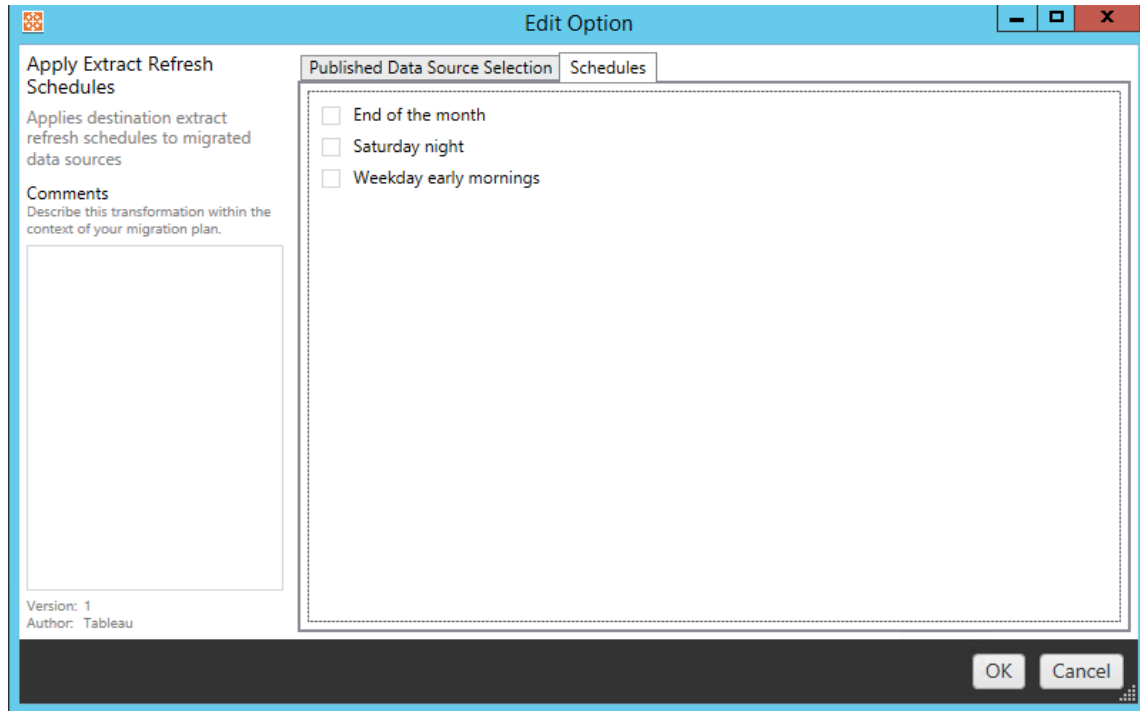 Edit Option
Apply Extract Refresh
Schedules
Applies destination extract
refresh schedules to migrated
data sources
Comments
Describe this transformation within the
context of your migration plan.
Version: 1
Author: Tableau
Published Data Source Selection
Schedules
End of the month
Saturday night
Weekday early mornings
OK
Cancel